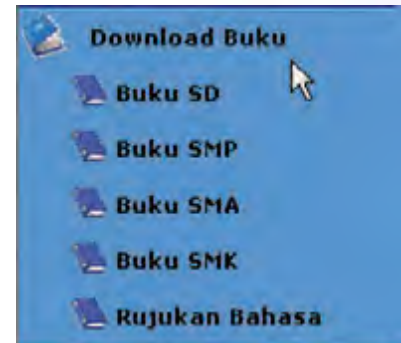 Download Buku
Buku SD
Buku SMP
Buku SMA
Buku SMK
Rujukan Bahasa